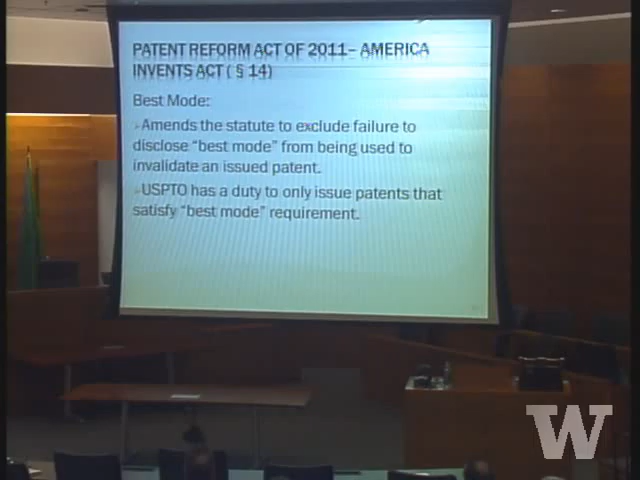 PATENT REFORM ACT OF 2011– AMERICA
INVENTS ACT ( § 14)
Best Mode:
Amends the statute to exclude failure to
disclose “best mode” from being used to
invalidate an issued patent.
USPTO has a duty to only issue patents that
satisfy “best mode” requirement.
W